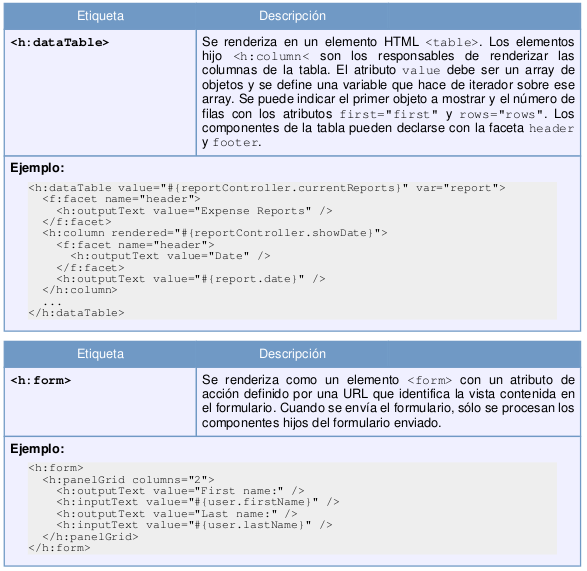 Etiqueta Descripción
<h:dataTable> Se renderiza en un elemento HTML <table>. Los elementos
hijo <h:column< son los responsables de renderizar las
columnas de la tabla. El atributo value debe ser un array de
objetos y se define una variable que hace de iterador sobre ese
array. Se puede indicar el primer objeto a mostrar y el número de
filas con los atributos first="first" y rows="rows". Los
componentes de la tabla pueden declarse con la faceta header
y footer.
Ejemplo:
<h:dataTable value="#{reportController.currentReports}" var="report">
<f:facet name="header">
<h:outputText value="Expense Reports" />
</f:facet>
<h:column rendered="#{reportController.showDate}">
<f:facet name="header">
<h:outputText value="Date" />
</f:facet>
<h:outputText value="#{report.date}" />
</h:column>
...
</h:dataTable>
Etiqueta Descripción
<h:form> Se renderiza como un elemento <form> con un atributo de
acción definido por una URL que identifica la vista contenida en
el formulario. Cuando se envía el formulario, sólo se procesan los
componentes hijos del formulario enviado.
Ejemplo:
<h:form>
<h:panelGrid columns="2">
<h:outputText value="First name:" />
<h:inputText value="#{user.firstName}" />
<h:outputText value="Last name:" />
<h:inputText value="#{user.lastName}" />
</h:panelGrid>
</h:form>